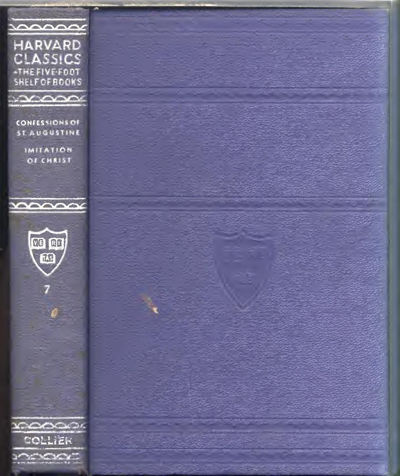 HARVARD
CLASSICS
-THE FIVE-FOOT
SHELF OF BOOKS
CONFESSIONS OF
ST. AUGUSTINE
IMITATION
OF CHRIST
VE RI
TAS
7
COLLIER